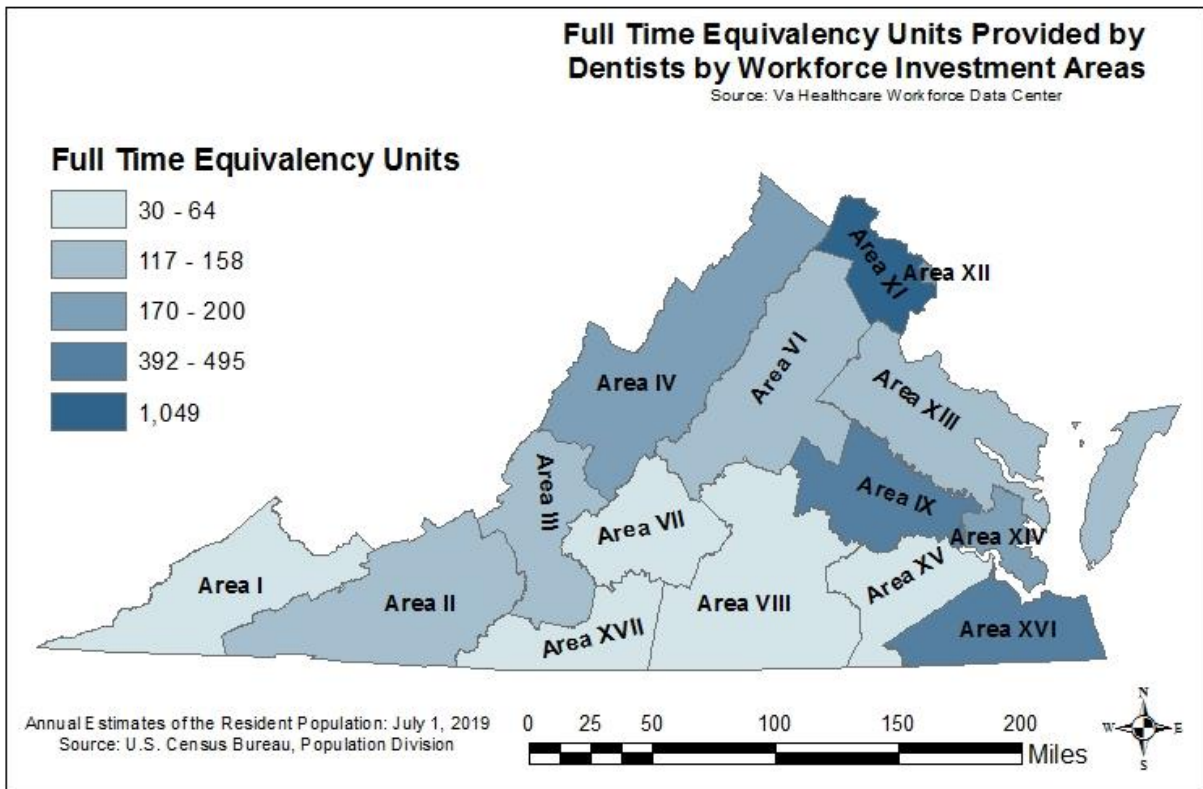 Full Time Equivalency Units Provided by
Dentists by Workforce Investment Areas
Source: Va Healthcare Workforce Data Center
Full Time Equivalency Units
30 - 64
117 - 158
170 - 200
392 - 495
1,049
Area XI
Area XII
Area VI
Area IV
Area XIII
Area III
Area IX
Area VII
Area XIV
Area XV
Area I
Area II
Area VIII
Area XVII
Area XVI
Annual Estimates of the Resident Population: July 1, 2019
Source: U.S. Census Bureau, Population Division
0 25 50 100 150 200
Miles
N
W E
S